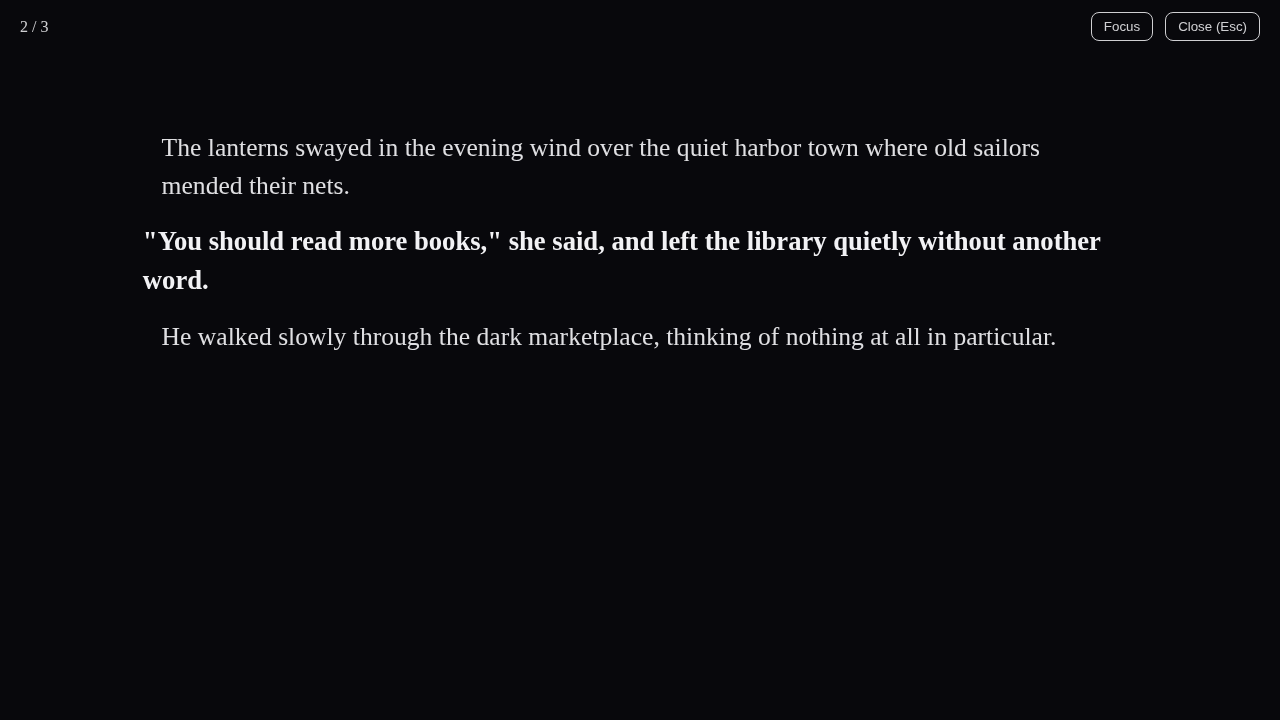 2 / 3
Focus
Close (Esc)
The lanterns swayed in the evening wind over the quiet harbor town where old sailors
mended their nets.
"You should read more books," she said, and left the library quietly without another
word.
He walked slowly through the dark marketplace, thinking of nothing at all in particular.